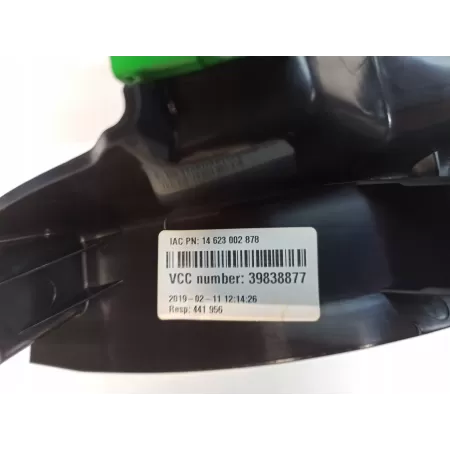 IAC PN: 14 623 002 878
VCC number: 39838877
2019-02-11 12:14:26
Resp: 441 956